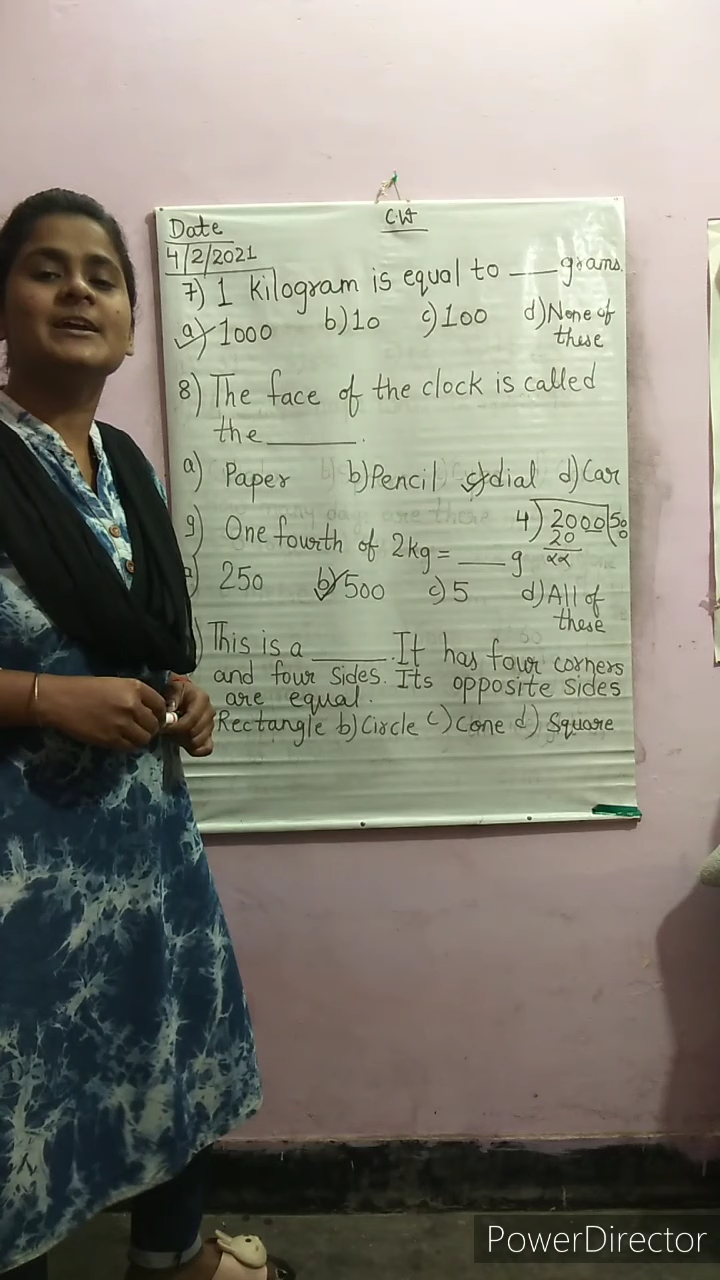 C.W
Date
4/2/2021
7) 1 kilogram is equal to ___ grams.
a) 1000 b) 10 c) 100 d) None of
these
8) The face of the clock is called
the ______.
a) Paper b) Pencil c) dial d) Car
9) One fourth of 2kg = ___ g
4) 2000 (500
20
xx
250 b) 500 c) 5 d) All of
these
) This is a _____. It has four corners
and four sides. Its opposite sides
are equal.
Rectangle b) Circle c) Cone d) Square
PowerDirector